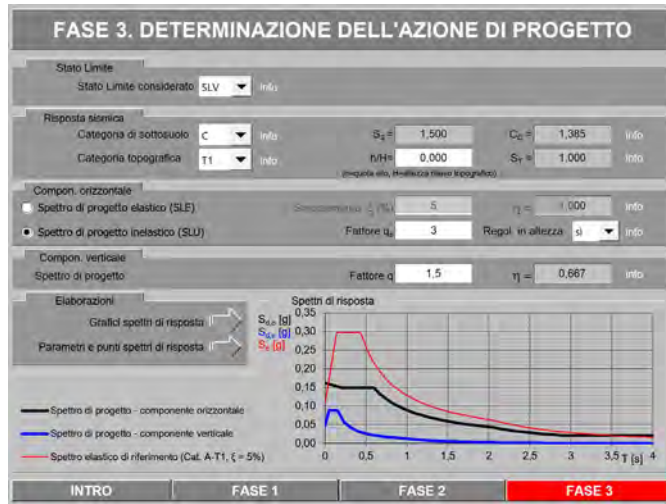 FASE 3. DETERMINAZIONE DELL'AZIONE DI PROGETTO
Stato Limite
Stato Limite considerato SLV info
Risposta sismica
Categoria di sottosuolo C info
S_S = 1,500 C_C = 1,385 info
Categoria topografica T1 info
h/H= 0,000 S_T = 1,000 info
(h=quota sito, H=altezza rilievo topografico)
Compon. orizzontale
Spettro di progetto elastico (SLE)
Smorzamento ξ (%) 5 η = 1,000 info
Spettro di progetto inelastico (SLU)
Fattore q₀ 3 Regol. in altezza sì info
Compon. verticale
Spettro di progetto Fattore q 1,5 η = 0,667 info
Elaborazioni
Grafici spettri di risposta
Parametri e punti spettri di risposta
Spettri di risposta
S_d,o [g]
S_d,v [g]
S_e [g]
0,35
0,30
0,25
0,20
0,15
0,10
0,05
0,00
0 0,5 1 1,5 2 2,5 3 3,5 4
T [s]
Spettro di progetto - componente orizzontale
Spettro di progetto - componente verticale
Spettro elastico di riferimento (Cat. A-T1, ξ = 5%)
INTRO FASE 1 FASE 2 FASE 3